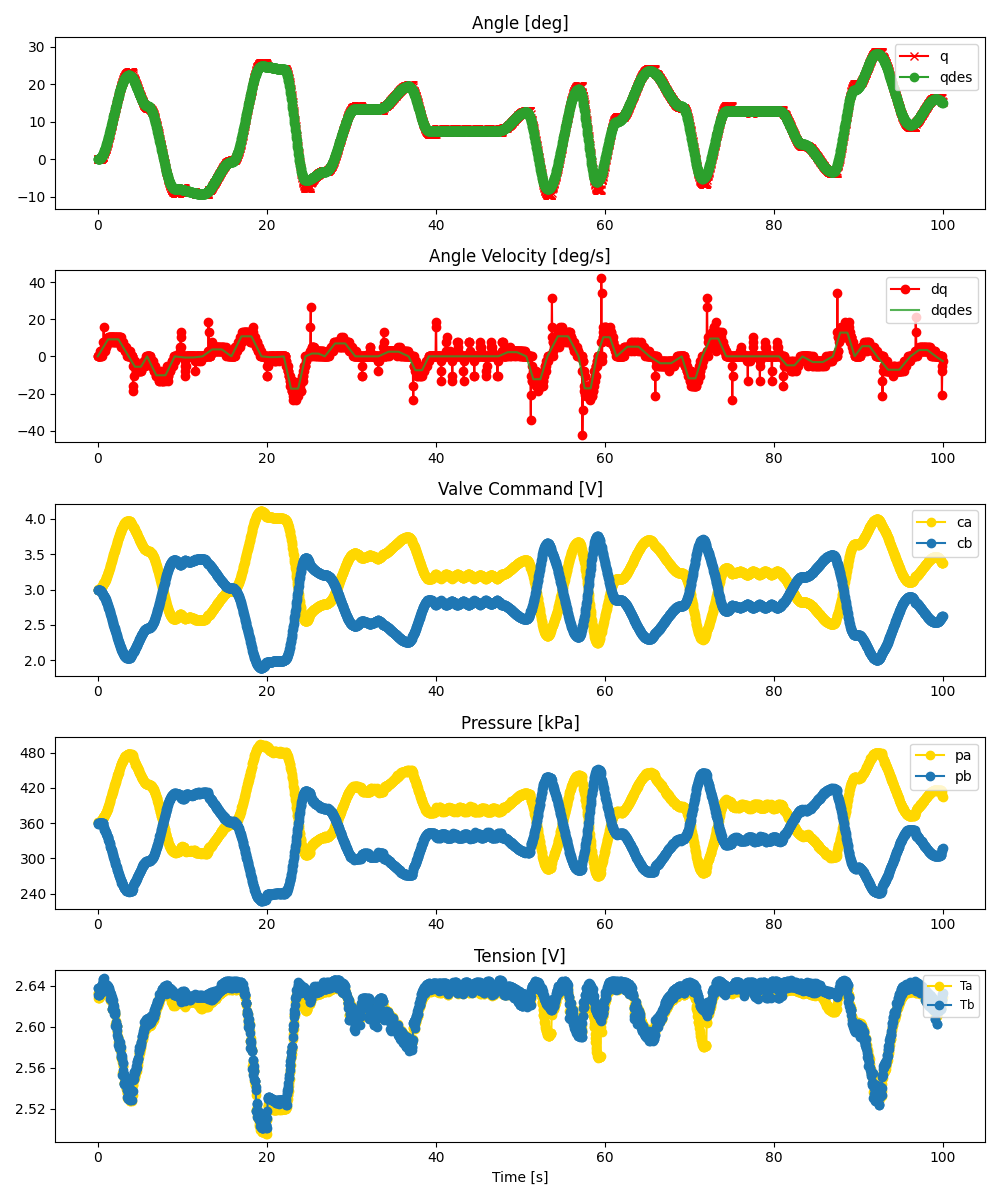 Angle [deg]
30
20
10
0
−10
q
qdes
0 20 40 60 80 100
Angle Velocity [deg/s]
40
20
0
−20
−40
dq
dqdes
0 20 40 60 80 100
Valve Command [V]
4.0
3.5
3.0
2.5
2.0
ca
cb
0 20 40 60 80 100
Pressure [kPa]
480
420
360
300
240
pa
pb
0 20 40 60 80 100
Tension [V]
2.64
2.60
2.56
2.52
Ta
Tb
0 20 40 60 80 100
Time [s]